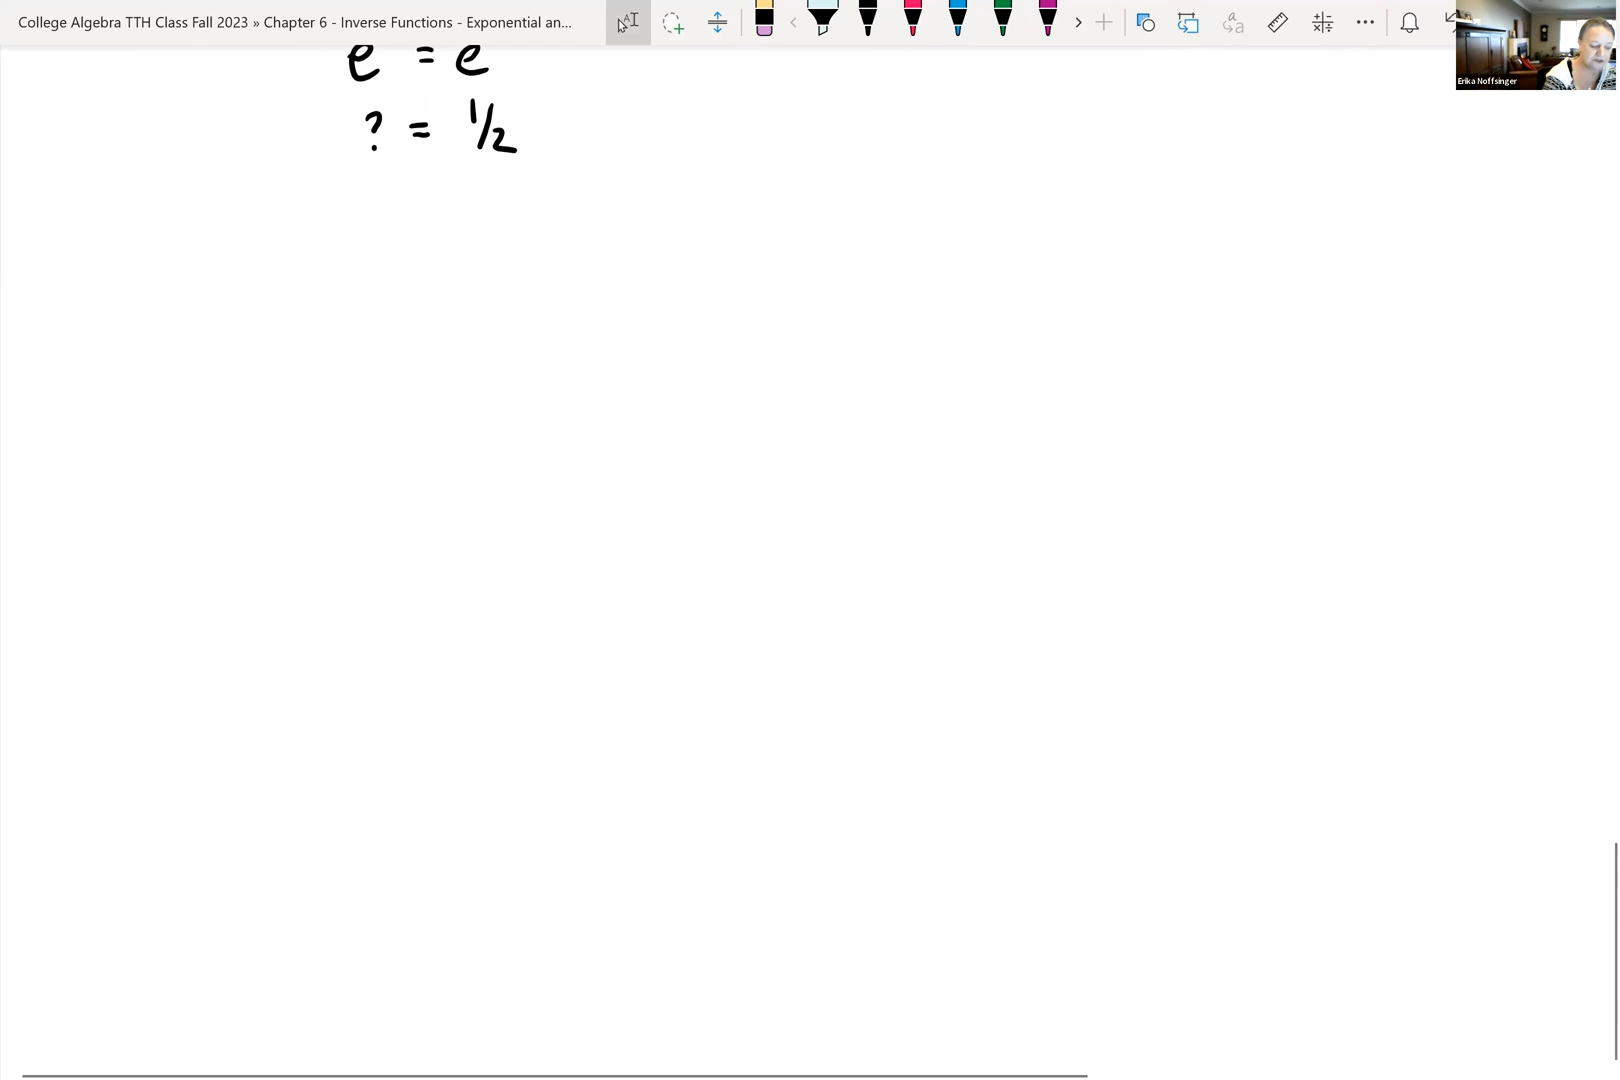 College Algebra TTH Class Fall 2023 » Chapter 6 - Inverse Functions - Exponential an...
Erika Noffsinger
e = e
? = 1/2